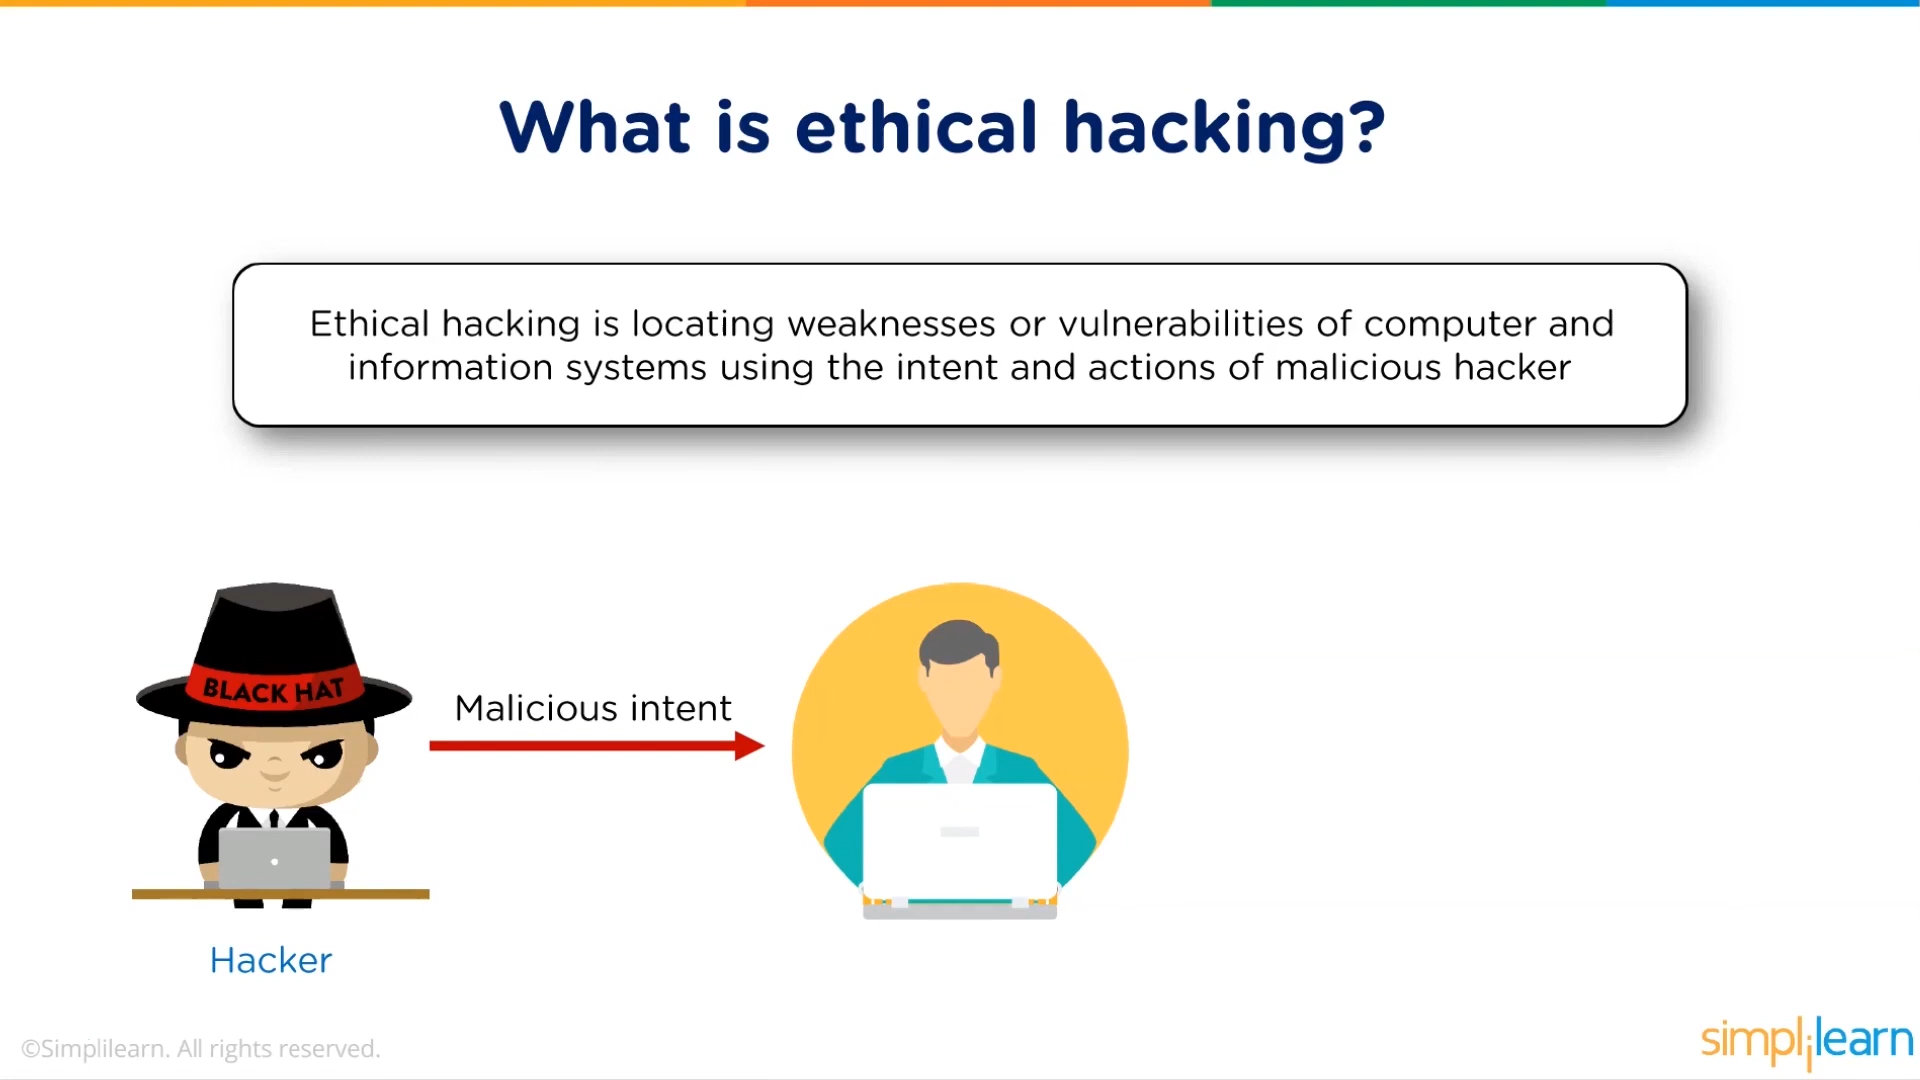 What is ethical hacking?
Ethical hacking is locating weaknesses or vulnerabilities of computer and
information systems using the intent and actions of malicious hacker
BLACK HAT
Malicious intent
Hacker
©Simplilearn. All rights reserved.
simplilearn